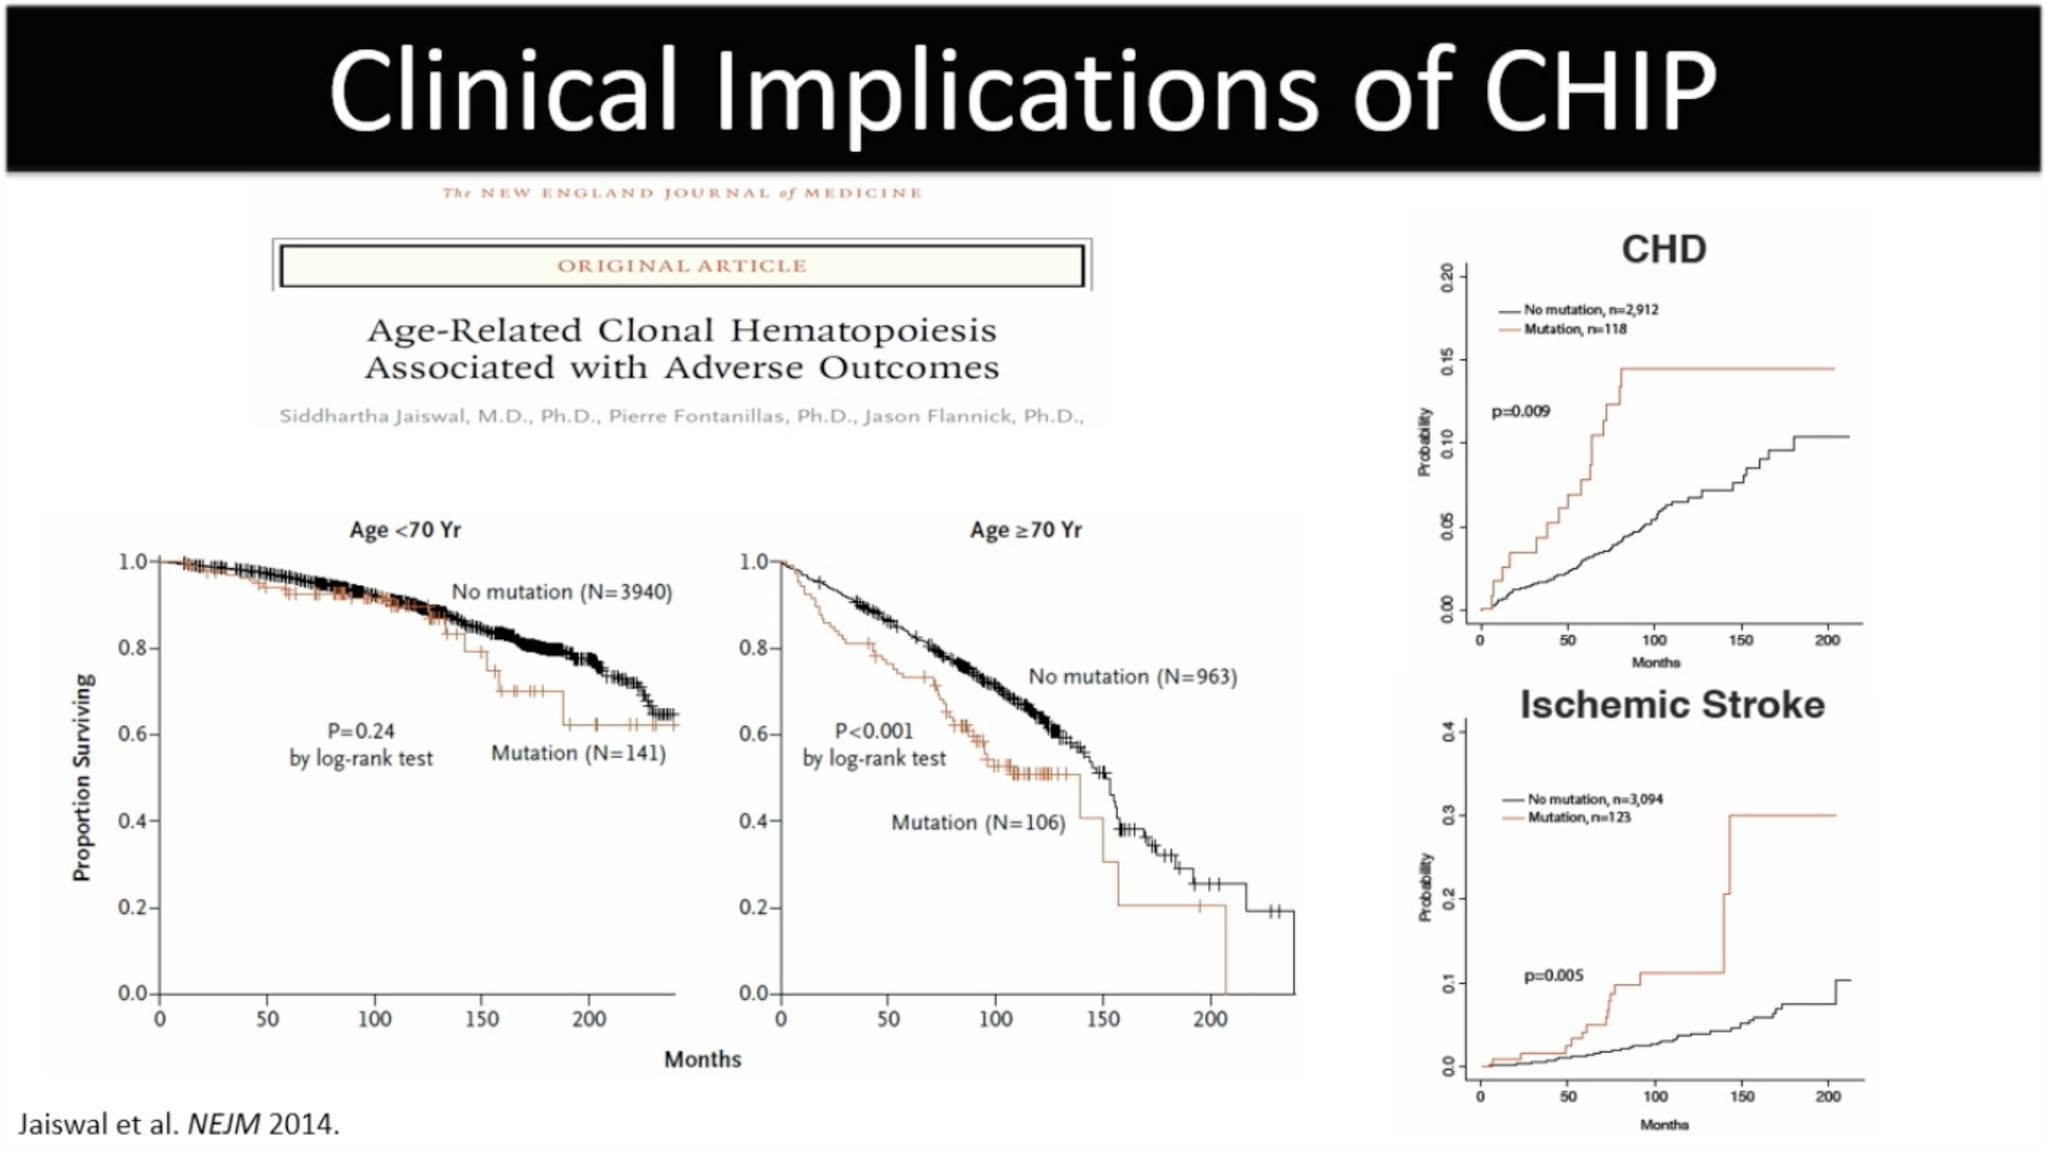 Clinical Implications of CHIP
The NEW ENGLAND JOURNAL of MEDICINE
ORIGINAL ARTICLE
Age-Related Clonal Hematopoiesis
Associated with Adverse Outcomes
Siddhartha Jaiswal, M.D., Ph.D., Pierre Fontanillas, Ph.D., Jason Flannick, Ph.D.,
Age <70 Yr
Proportion Surviving
1.0
0.8
0.6
0.4
0.2
0.0
No mutation (N=3940)
P=0.24
by log-rank test
Mutation (N=141)
0 50 100 150 200
Age ≥70 Yr
1.0
0.8
0.6
0.4
0.2
0.0
No mutation (N=963)
P<0.001
by log-rank test
Mutation (N=106)
0 50 100 150 200
Months
CHD
Probability
0.20
0.15
0.10
0.05
0.00
No mutation, n=2,912
Mutation, n=118
p=0.009
0 50 100 150 200
Months
Ischemic Stroke
Probability
0.4
0.3
0.2
0.1
0.0
No mutation, n=3,094
Mutation, n=123
p=0.005
0 50 100 150 200
Months
Jaiswal et al. NEJM 2014.